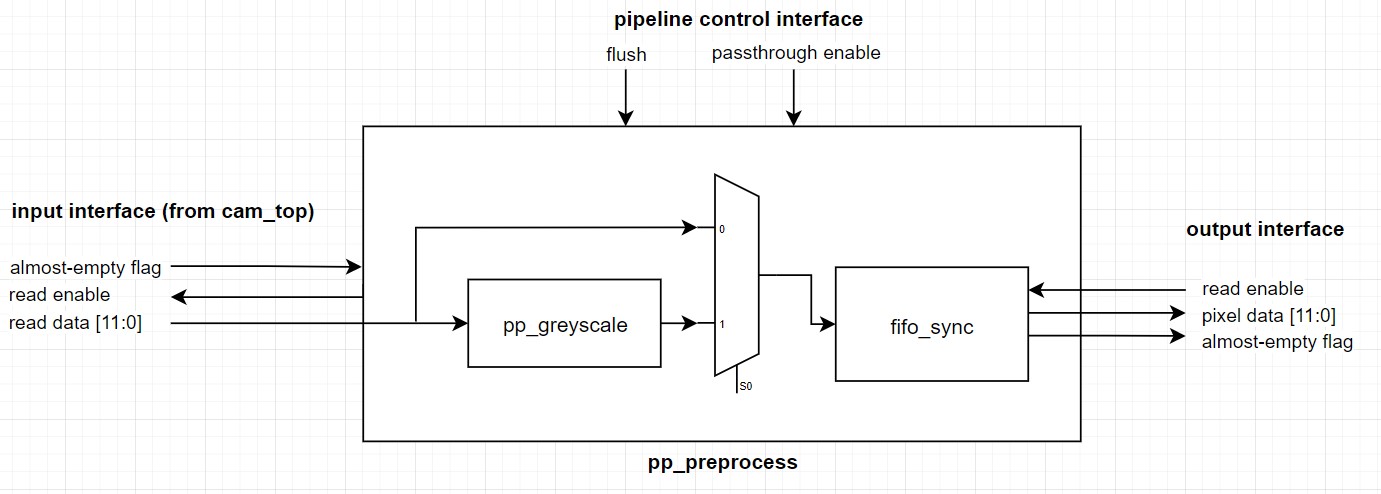 pipeline control interface
flush
passthrough enable
input interface (from cam_top)
almost-empty flag
read enable
read data [11:0]
0
pp_greyscale
1
S0
fifo_sync
output interface
read enable
pixel data [11:0]
almost-empty flag
pp_preprocess